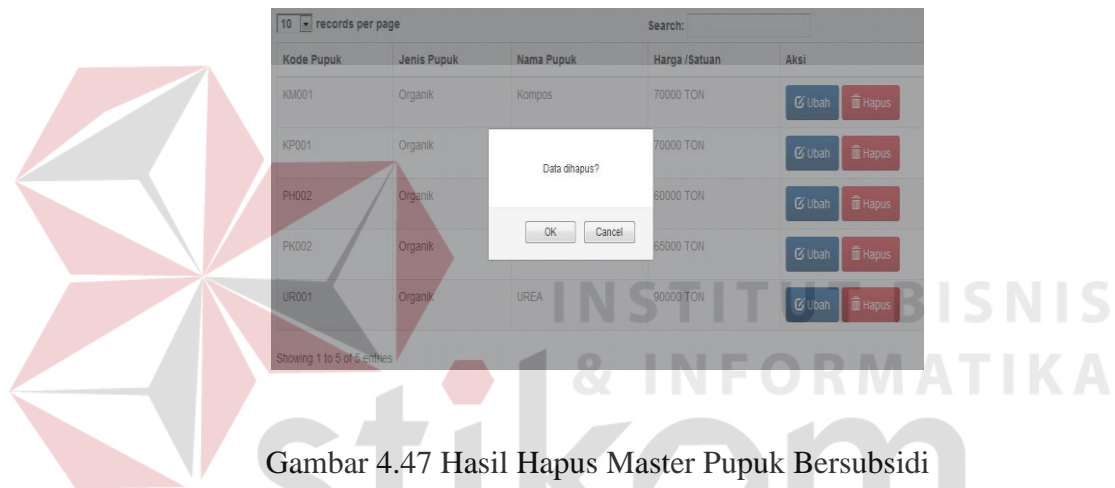 10 records per page Search:
Kode Pupuk Jenis Pupuk Nama Pupuk Harga /Satuan Aksi
KM001 Organik Kompos 70000 TON Ubah Hapus
KP001 Organik 70000 TON Ubah Hapus
Data dihapus?
PH002 Organik 60000 TON Ubah Hapus
OK Cancel
PK002 Organik 65000 TON Ubah Hapus
UR001 Organik UREA 90000 TON Ubah Hapus
INSTITUT BISNIS
Showing 1 to 5 of 5 entries
& INFORMATIKA
stikom
Gambar 4.47 Hasil Hapus Master Pupuk Bersubsidi